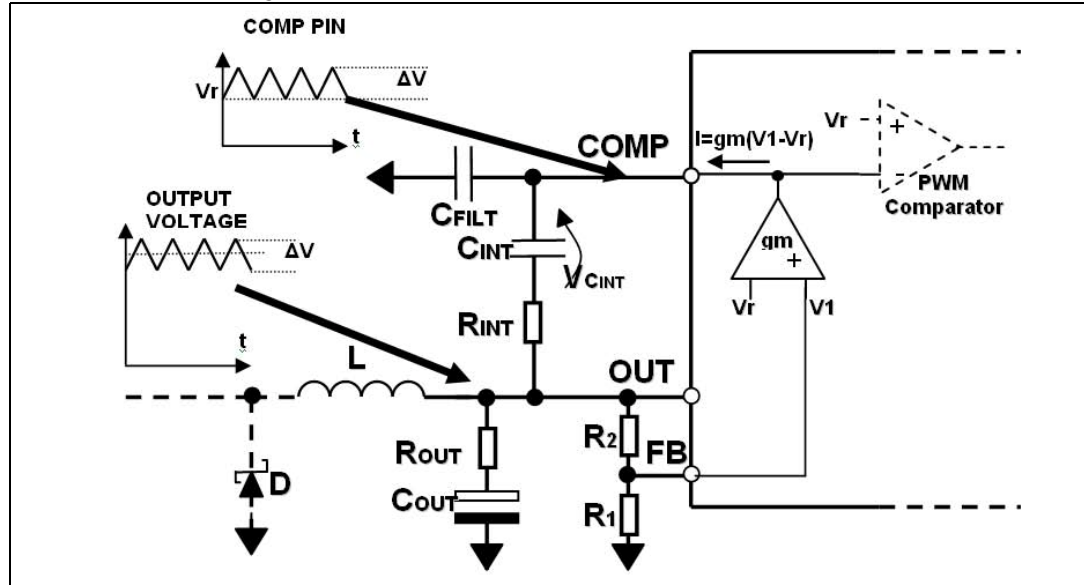 COMP PIN
Vr
ΔV
t
COMP
I=gm(V1-Vr)
Vr
+
-
PWM
Comparator
OUTPUT
VOLTAGE
CFILT
CINT
VCINT
gm
+
Vr
V1
ΔV
RINT
t
L
OUT
R2
FB
ROUT
D
COUT
R1